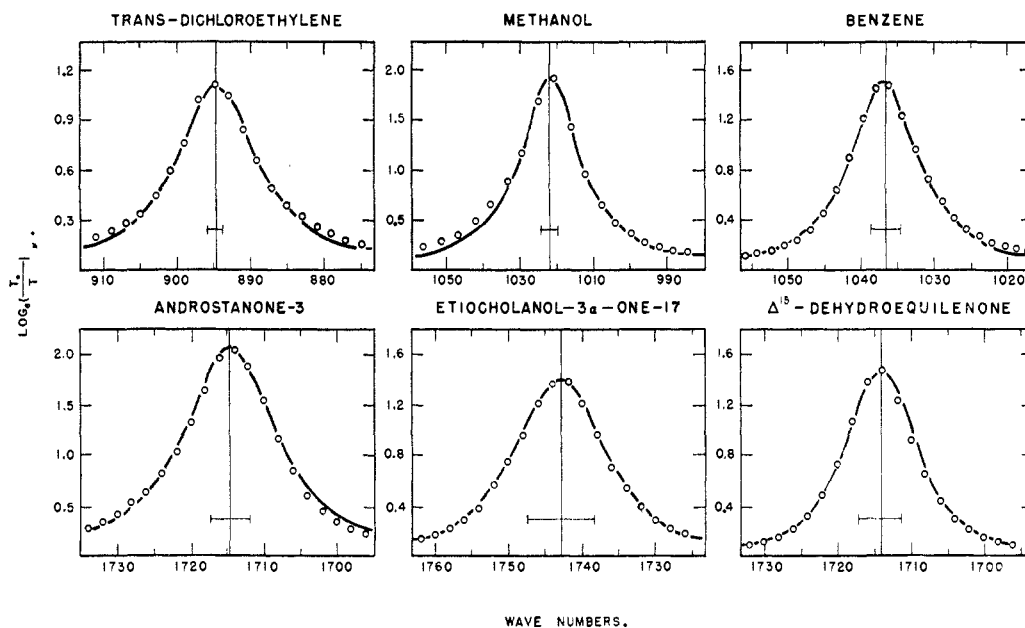 TRANS-DICHLOROETHYLENE METHANOL BENZENE
1.2 2.0 1.6
0.9 1.5 1.2
0.6 1.0 0.8
0.3 0.5 0.4
910 900 890 880 1050 1030 1010 990 1050 1040 1030 1020
LOGₑ(T°/T)ᵥ.
ANDROSTANONE-3 ETIOCHOLANOL-3α-ONE-17 Δ¹⁵-DEHYDROEQUILENONE
2.0 1.6 1.6
1.5 1.2 1.2
1.0 0.8 0.8
0.5 0.4 0.4
1730 1720 1710 1700 1760 1750 1740 1730 1730 1720 1710 1700
WAVE NUMBERS.